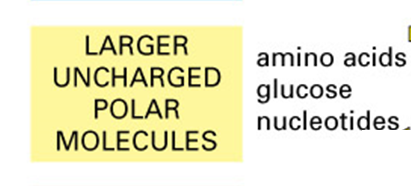 LARGER
UNCHARGED
POLAR
MOLECULES
amino acids
glucose
nucleotides